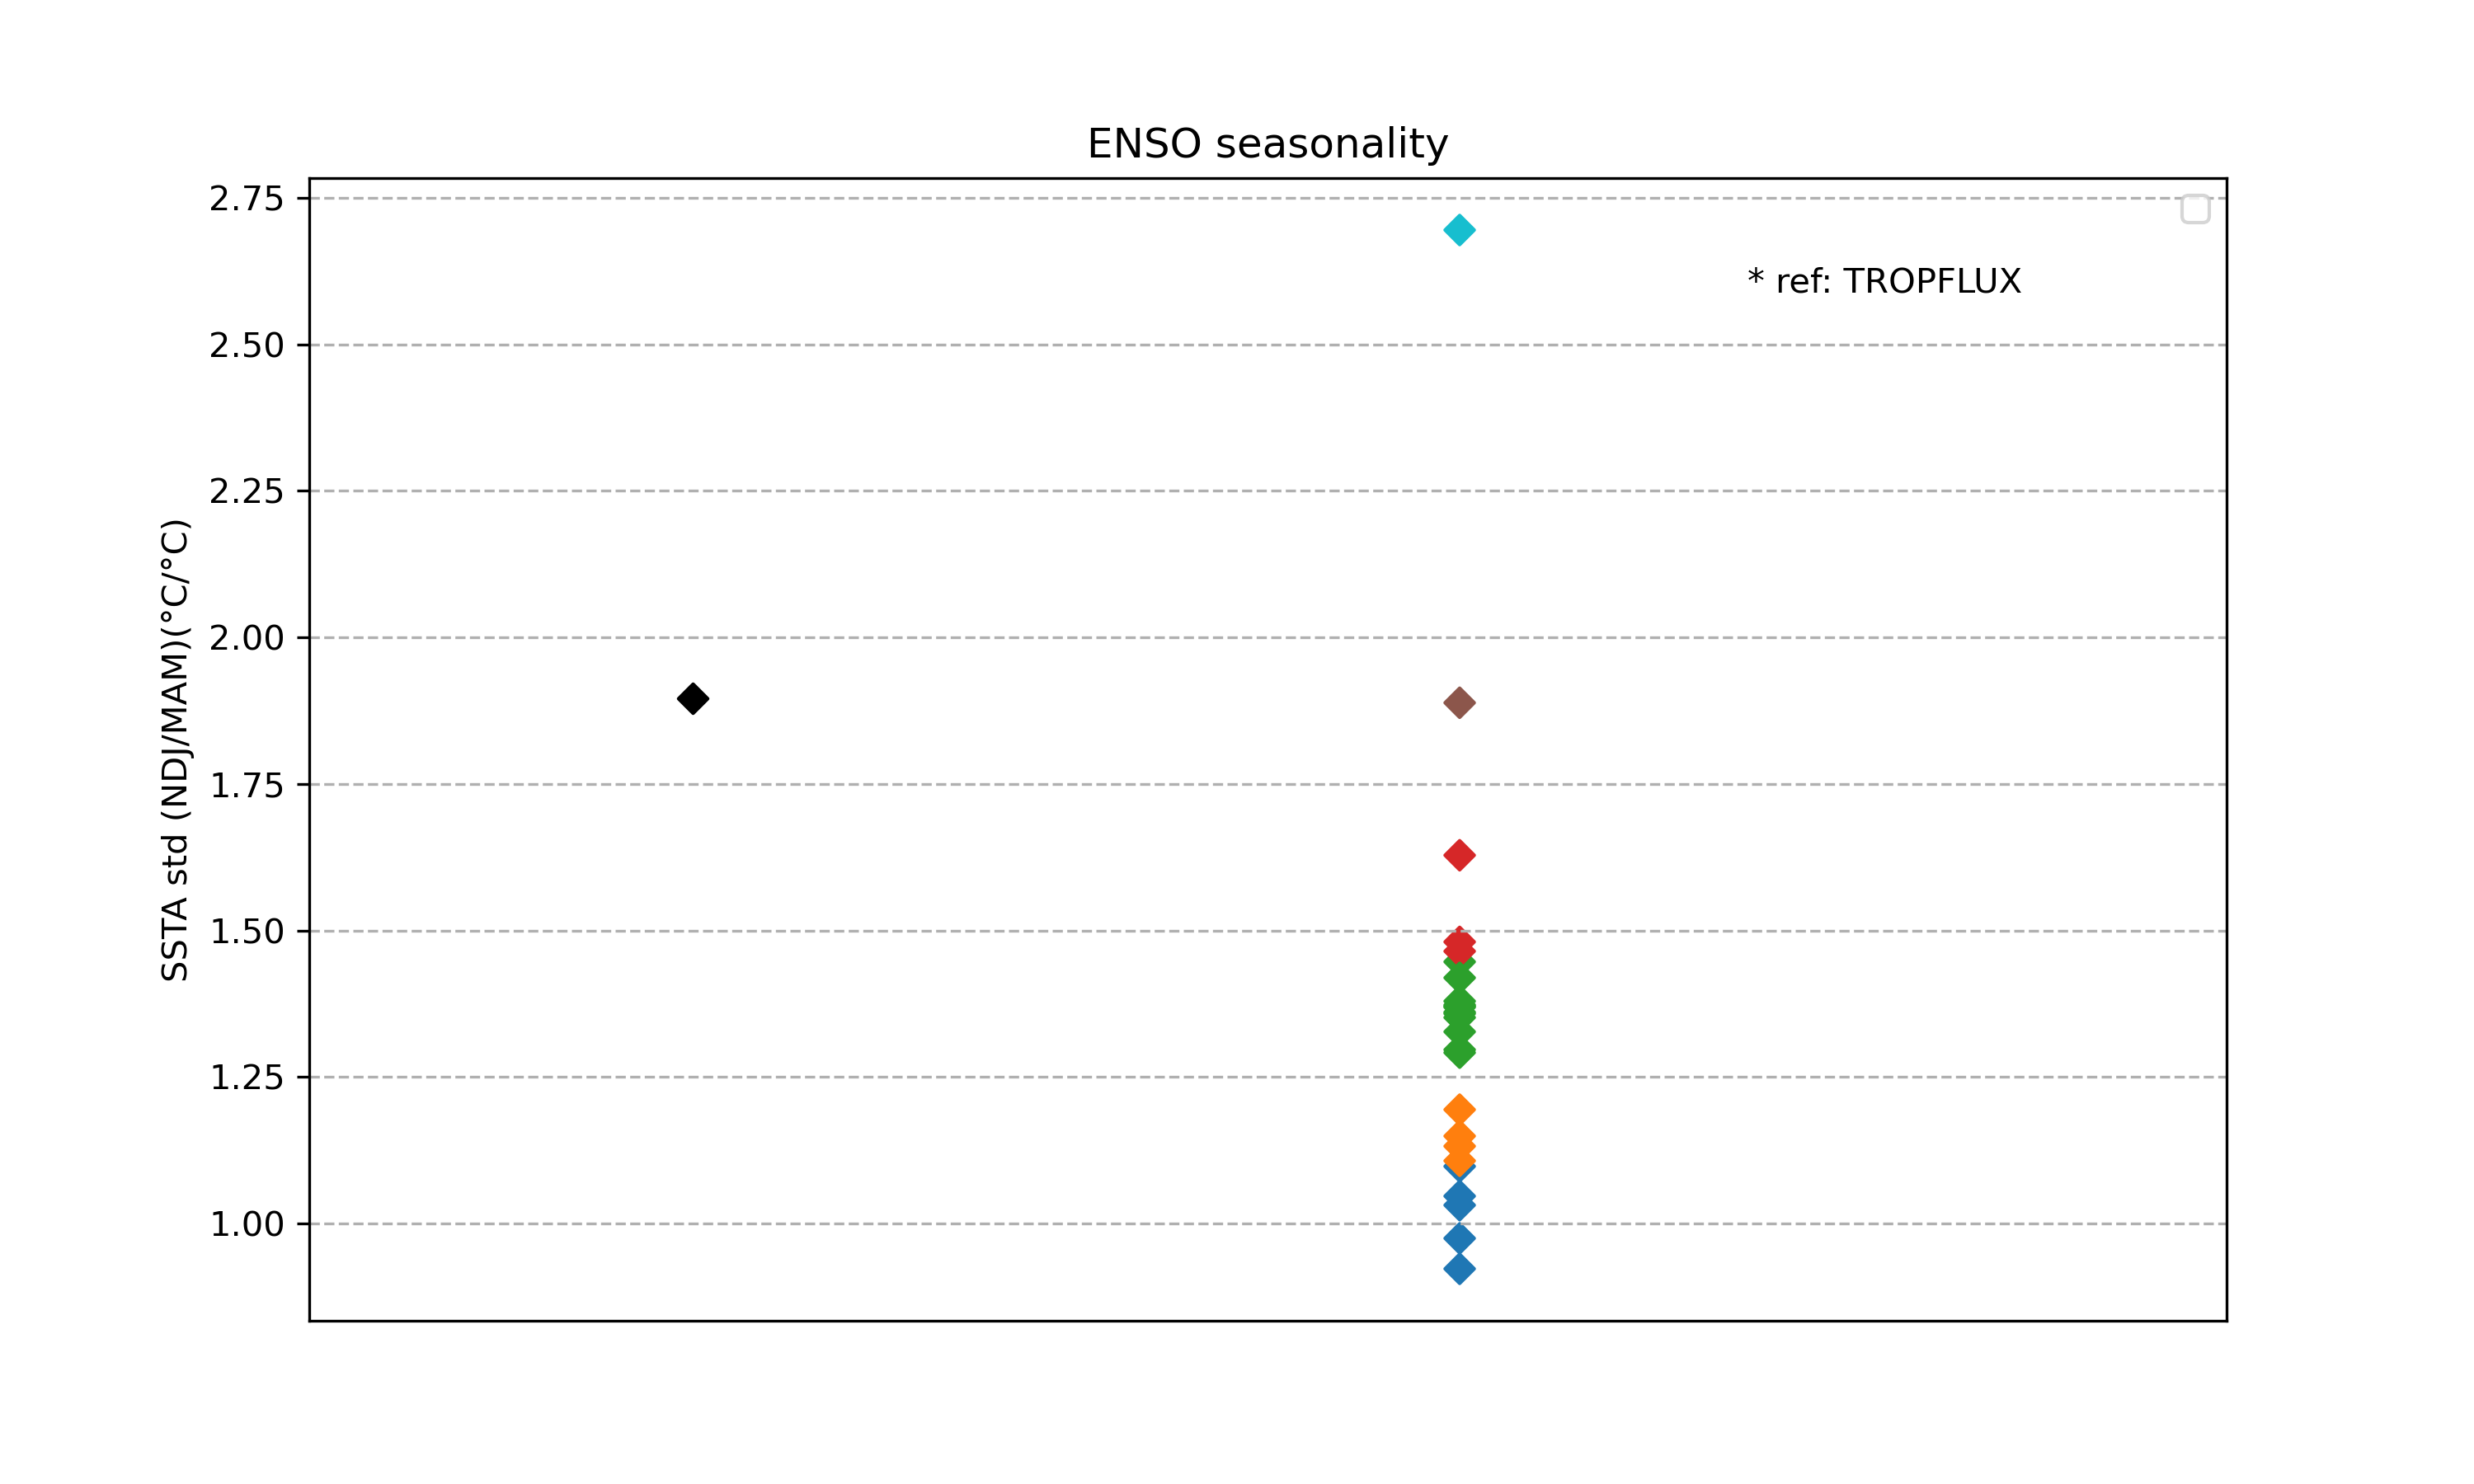 ENSO seasonality
* ref: TROPFLUX
SSTA std (NDJ/MAM)(°C/°C)
2.75
2.50
2.25
2.00
1.75
1.50
1.25
1.00